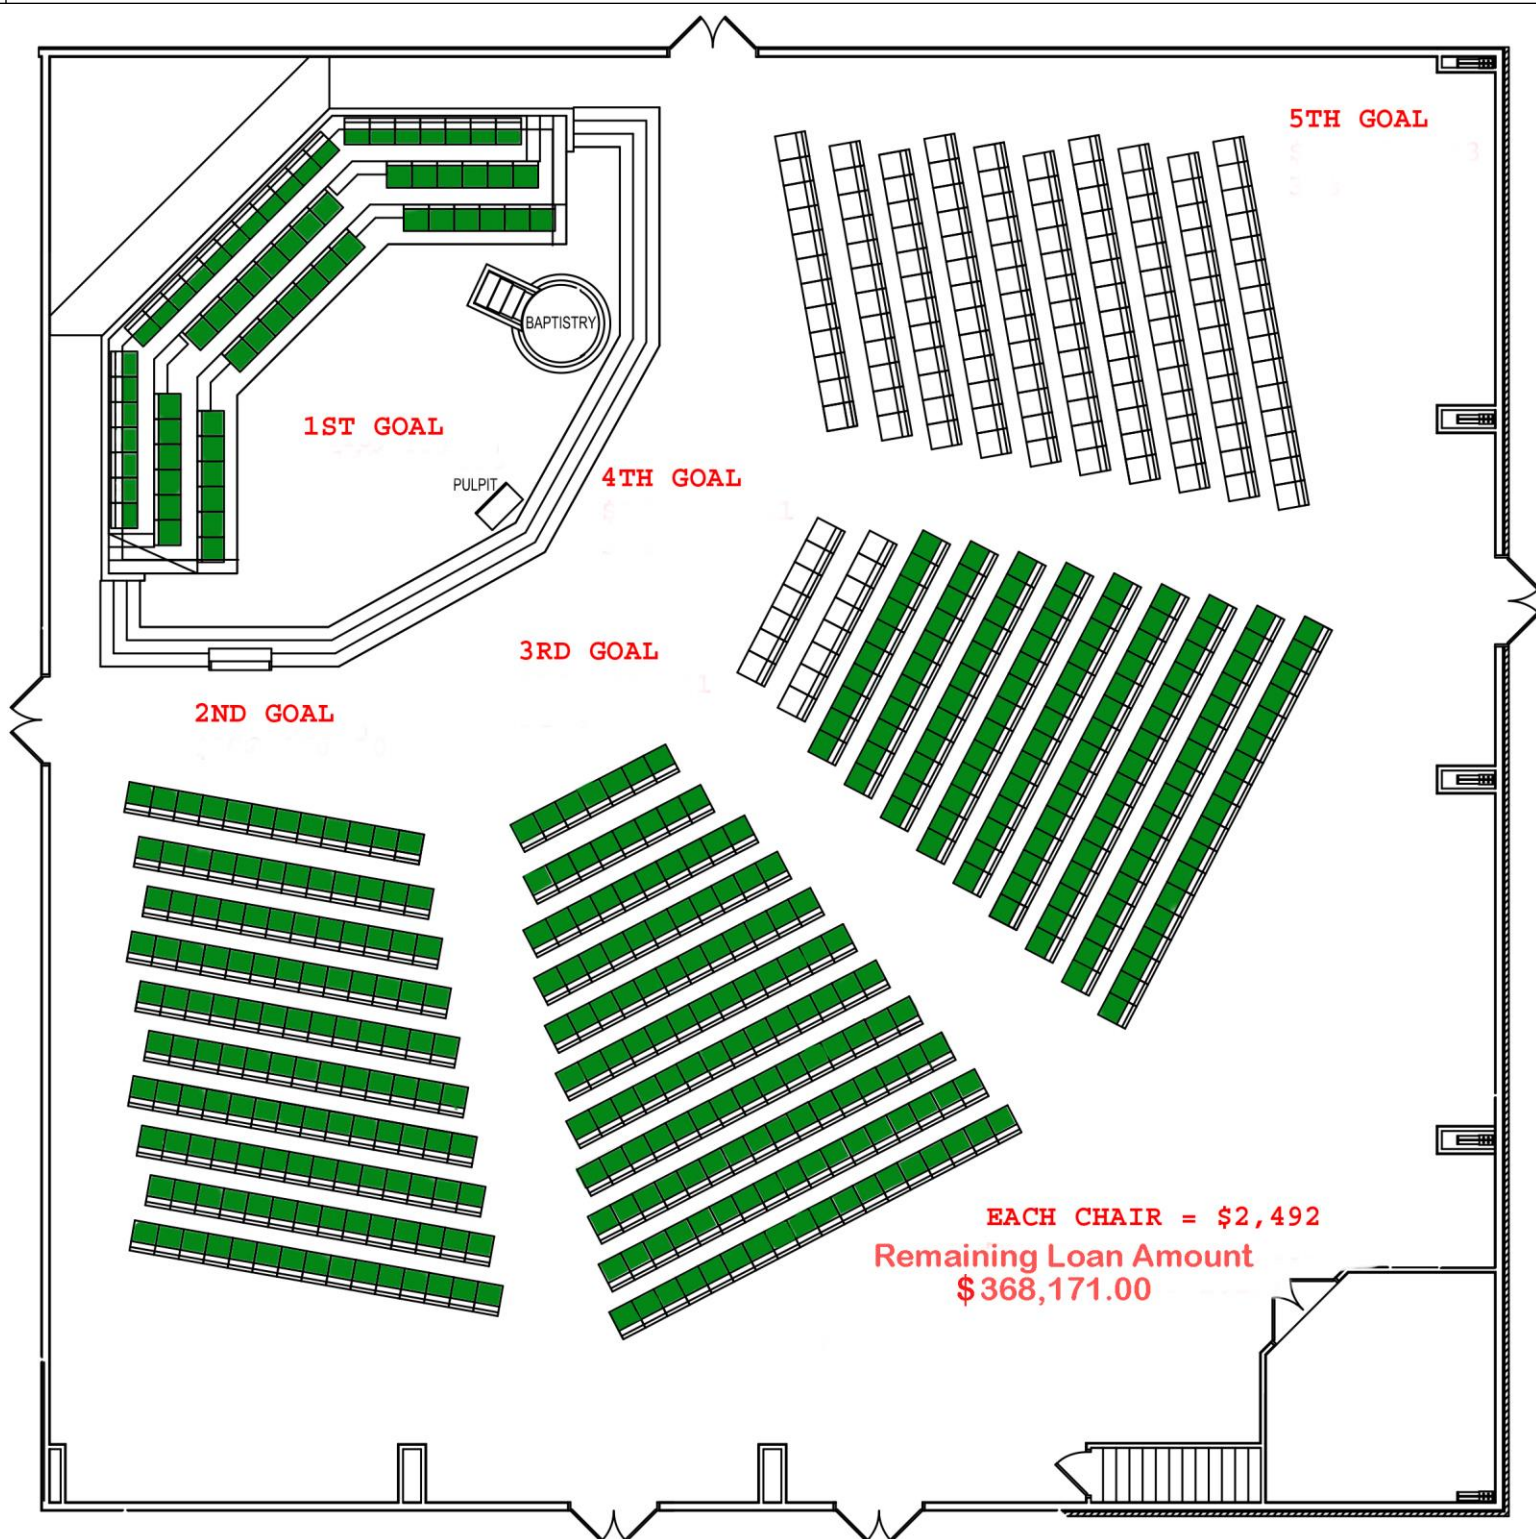 5TH GOAL
BAPTISTRY
1ST GOAL
4TH GOAL
PULPIT
3RD GOAL
2ND GOAL
EACH CHAIR = $2,492
Remaining Loan Amount
$368,171.00